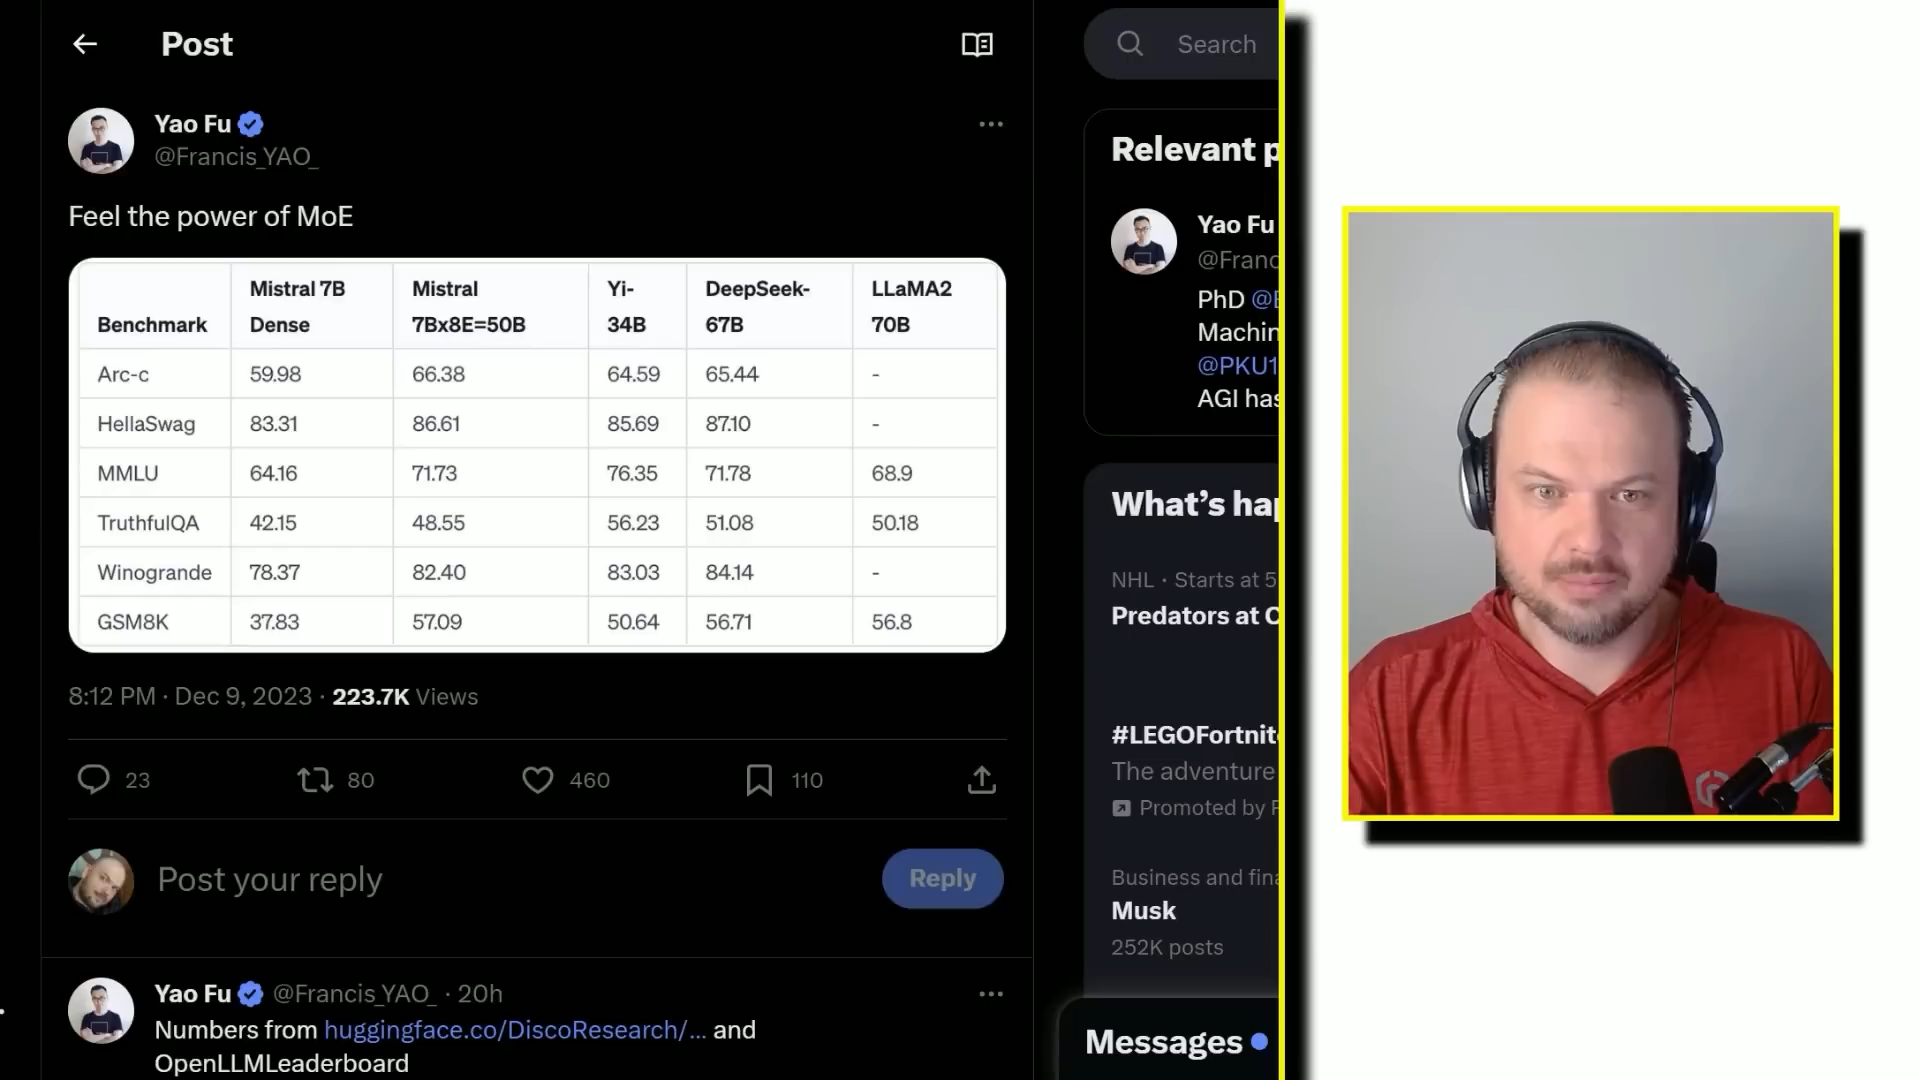 Post
Search
Yao Fu
@Francis_YAO_
Feel the power of MoE
Benchmark Mistral 7B Dense Mistral 7Bx8E=50B Yi-34B DeepSeek-67B LLaMA2 70B
Arc-c 59.98 66.38 64.59 65.44 -
HellaSwag 83.31 86.61 85.69 87.10 -
MMLU 64.16 71.73 76.35 71.78 68.9
TruthfulQA 42.15 48.55 56.23 51.08 50.18
Winogrande 78.37 82.40 83.03 84.14 -
GSM8K 37.83 57.09 50.64 56.71 56.8
8:12 PM · Dec 9, 2023 · 223.7K Views
23 80 460 110
Post your reply
Reply
Yao Fu @Francis_YAO_ · 20h
Numbers from huggingface.co/DiscoResearch/... and
OpenLLMLeaderboard
Relevant p
Yao Fu
@Franc
PhD @E
Machin
@PKU1
AGI has
What's hap
NHL · Starts at 5
Predators at C
#LEGOFortnit
The adventure
Promoted by F
Business and fina
Musk
252K posts
Messages